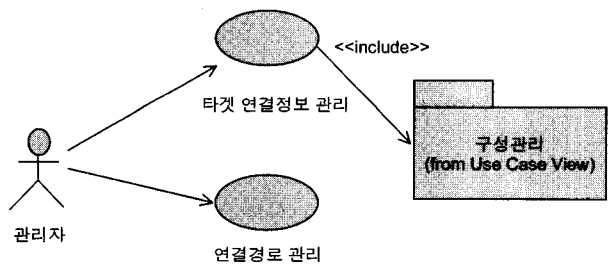 <<include>>
타겟 연결정보 관리
구성관리
(from Use Case View)
관리자
연결경로 관리